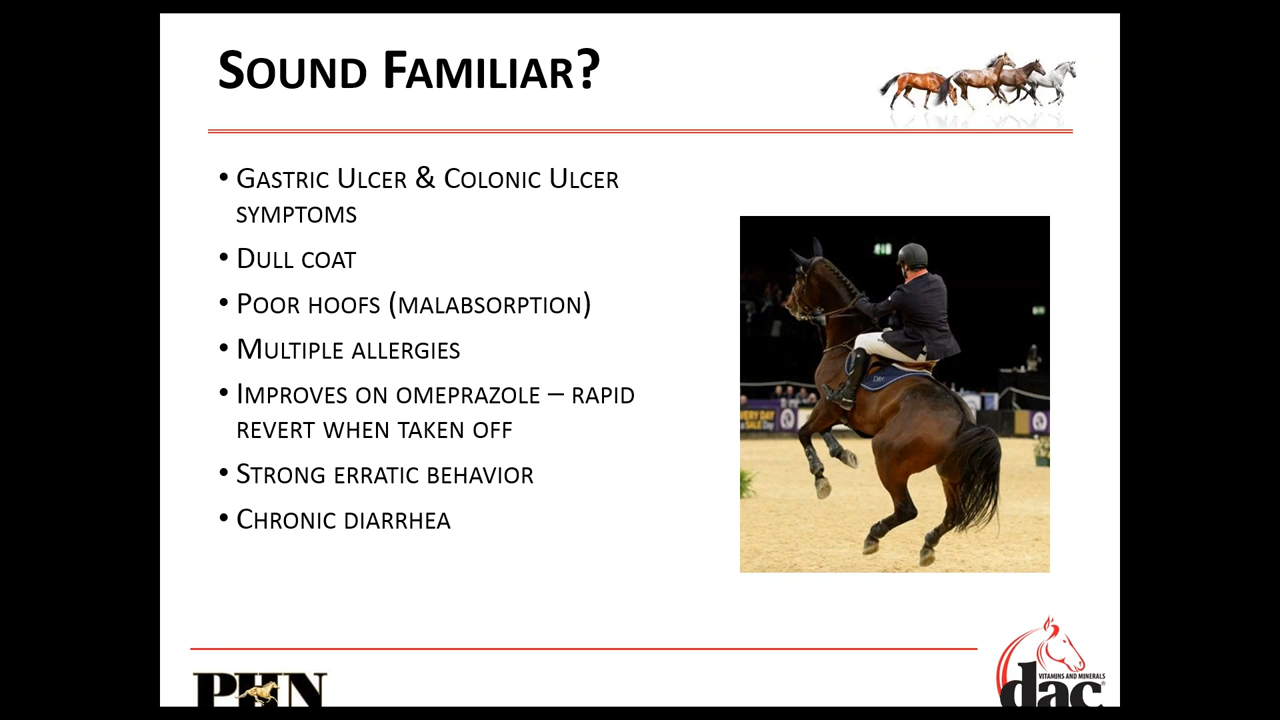 SOUND FAMILIAR?
• GASTRIC ULCER & COLONIC ULCER
SYMPTOMS
• DULL COAT
• POOR HOOFS (MALABSORPTION)
• MULTIPLE ALLERGIES
• IMPROVES ON OMEPRAZOLE – RAPID
REVERT WHEN TAKEN OFF
• STRONG ERRATIC BEHAVIOR
• CHRONIC DIARRHEA
DAY
PHN
VITAMINS AND MINERALS
dac®